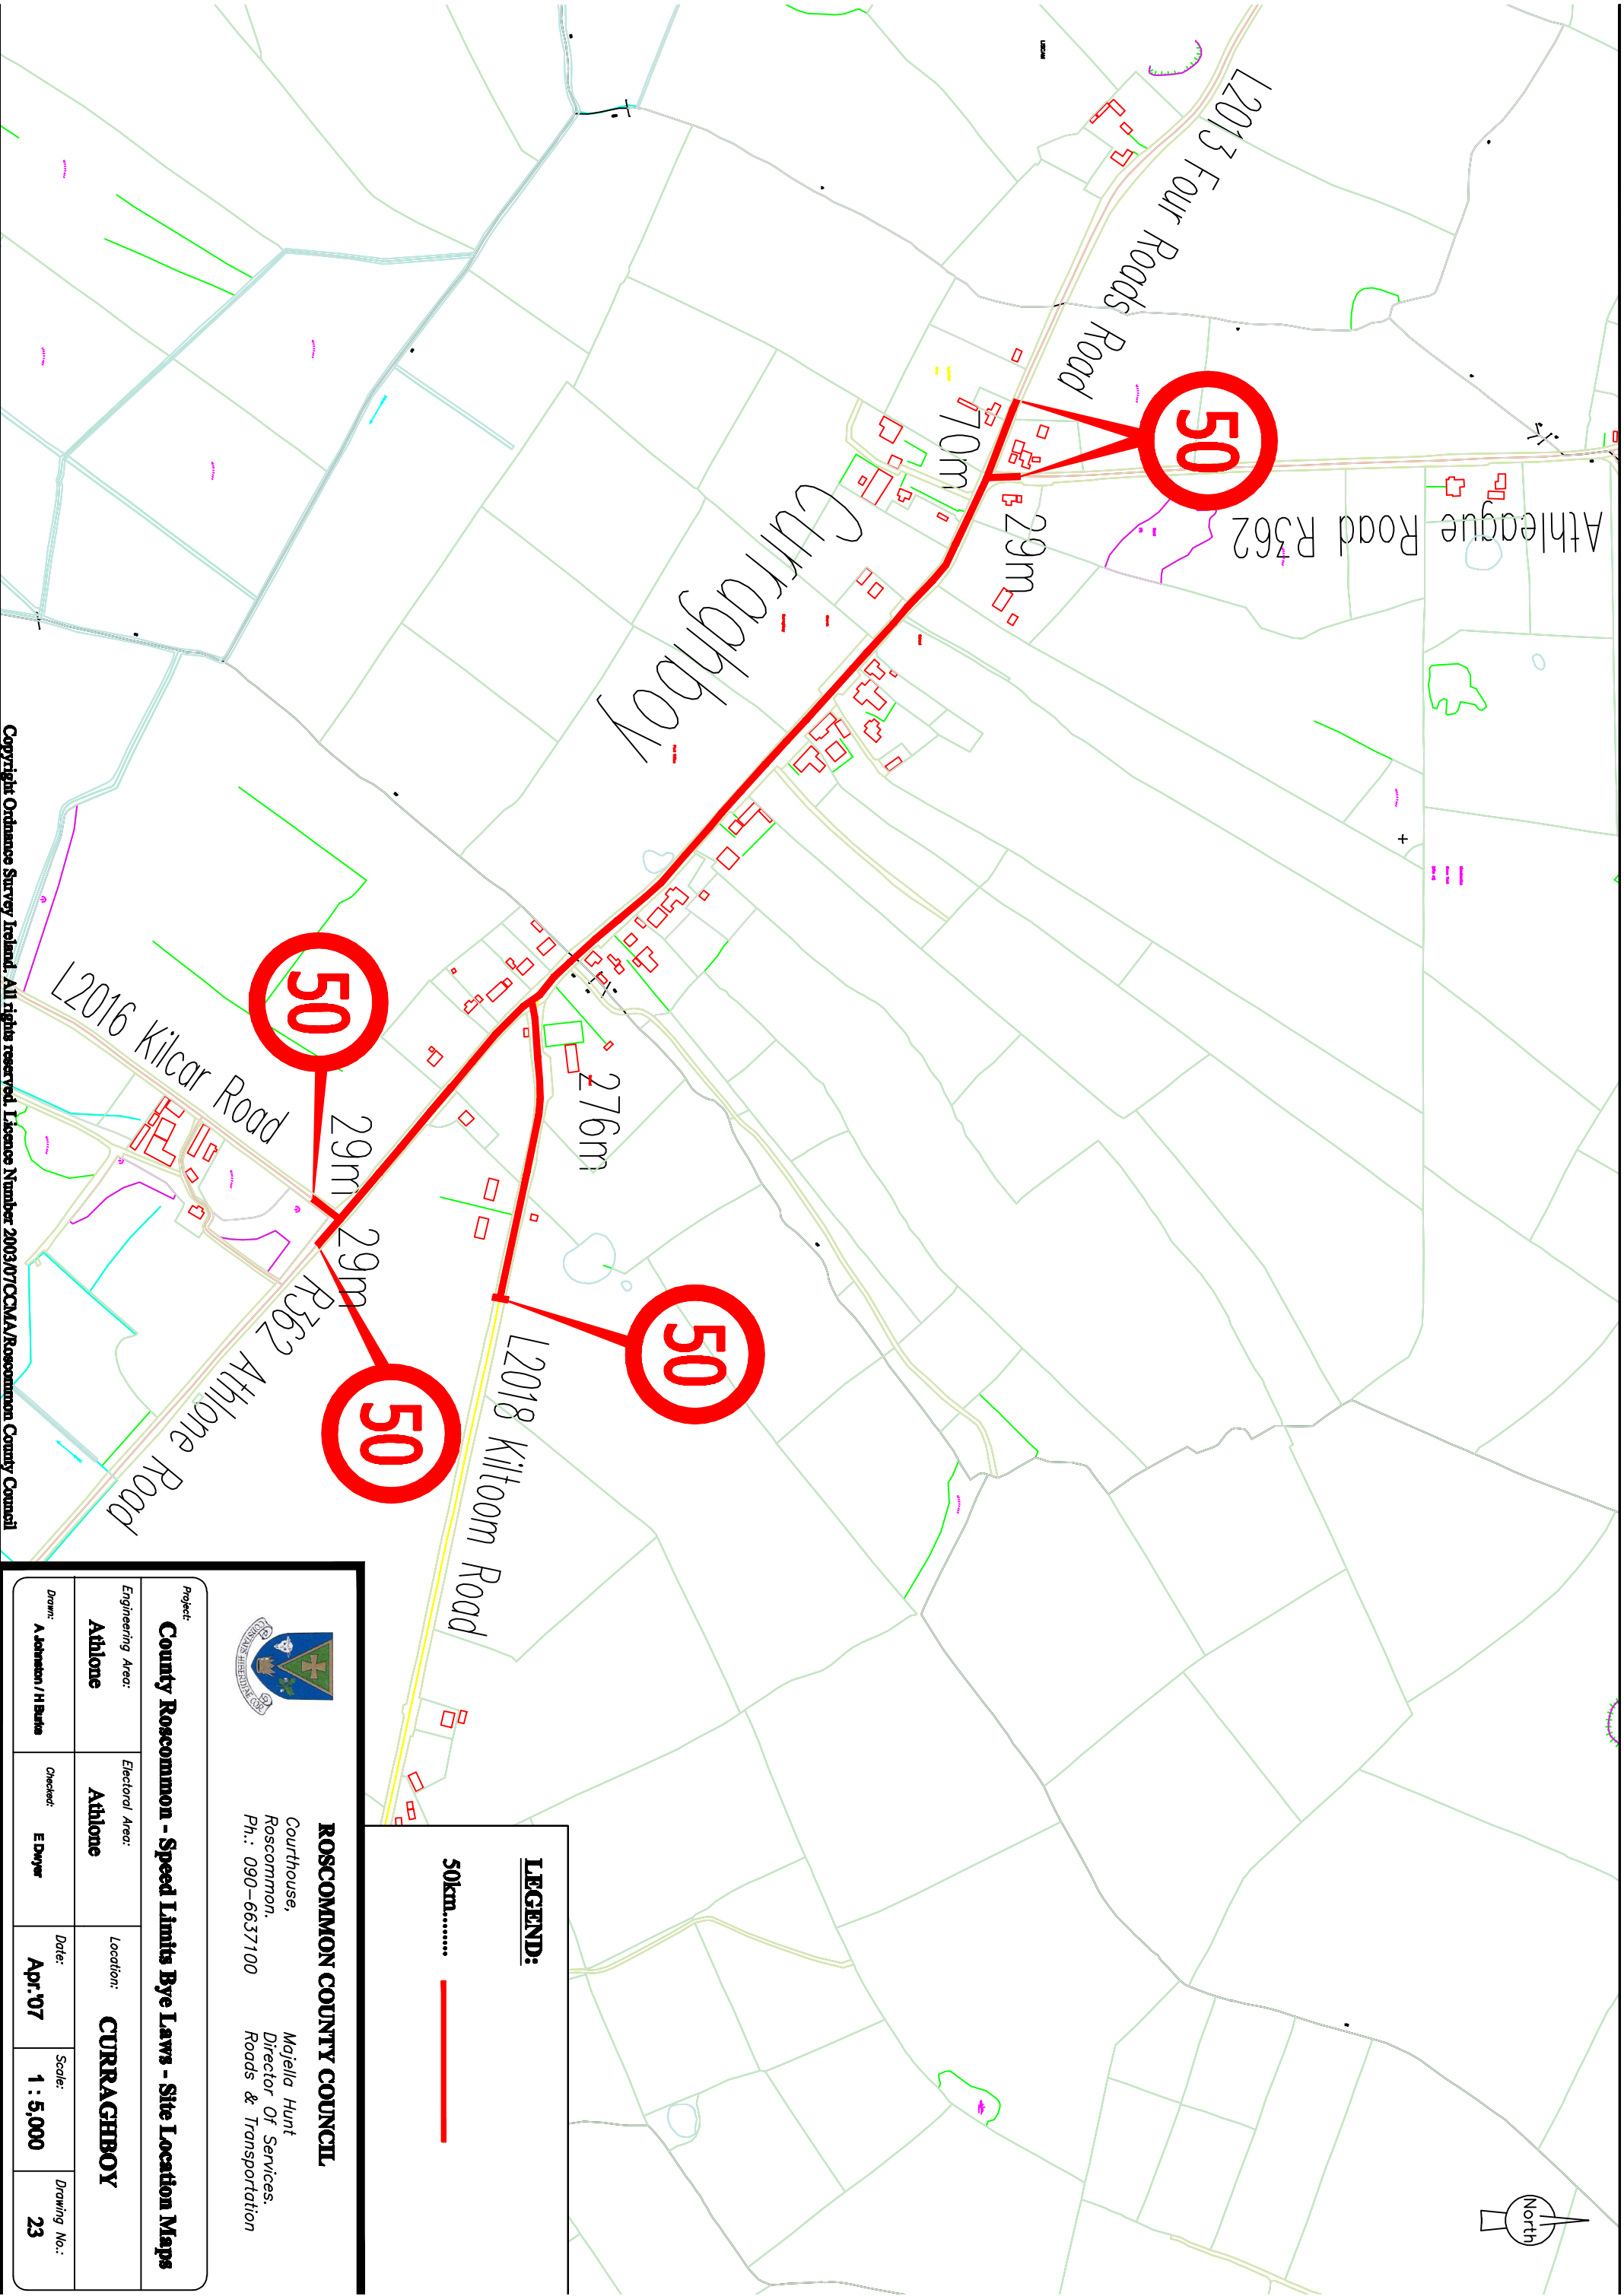 L2013 Four Roads Road
Athleague Road R362
50
70m
29m
Curraghboy
276m
50
L2016 Kilcar Road
29m
29m
R362 Athlone Road
50
L2018 Kiltoom Road
50
North
LEGEND:
50km.........
ROSCOMMON COUNTY COUNCIL
Courthouse,
Roscommon.
Ph.: 090-6637100
Majella Hunt
Director Of Services.
Roads & Transportation
Project:
County Roscommon - Speed Limits Bye Laws - Site Location Maps
Engineering Area:
Athlone
Electoral Area:
Athlone
Location:
CURRAGHBOY
Drawn:
A Johnston / H Burke
Checked:
E Dwyer
Date:
Apr.'07
Scale:
1 : 5,000
Drawing No.:
23
Copyright Ordnance Survey Ireland. All rights reserved. Licence Number 2003/07CCMA/Roscommon County Council